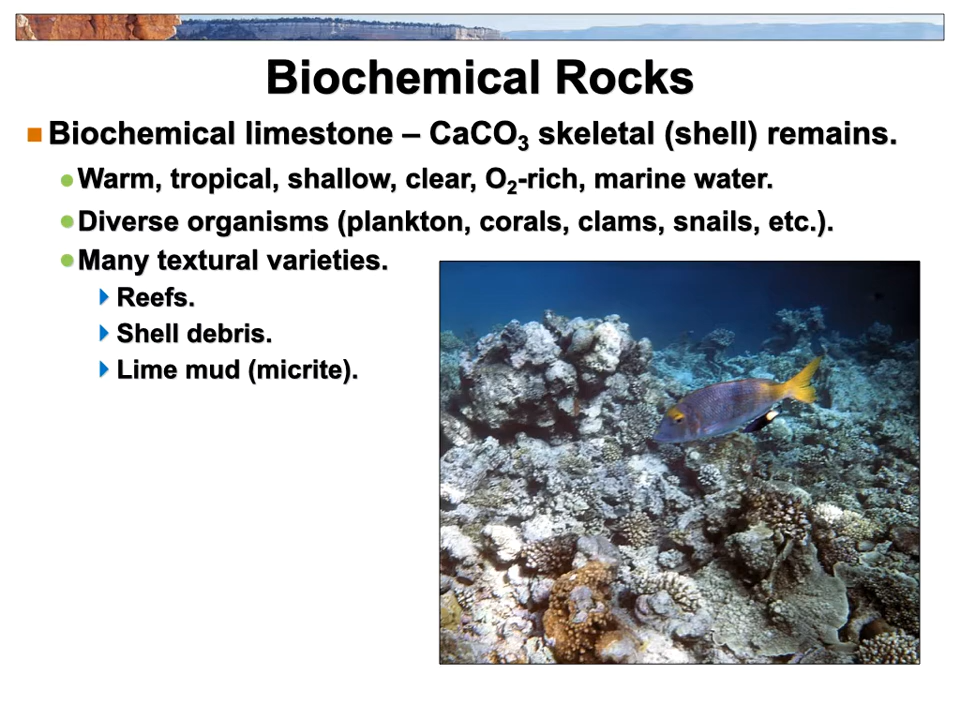 Biochemical Rocks
Biochemical limestone – CaCO₃ skeletal (shell) remains.
Warm, tropical, shallow, clear, O₂-rich, marine water.
Diverse organisms (plankton, corals, clams, snails, etc.).
Many textural varieties.
Reefs.
Shell debris.
Lime mud (micrite).